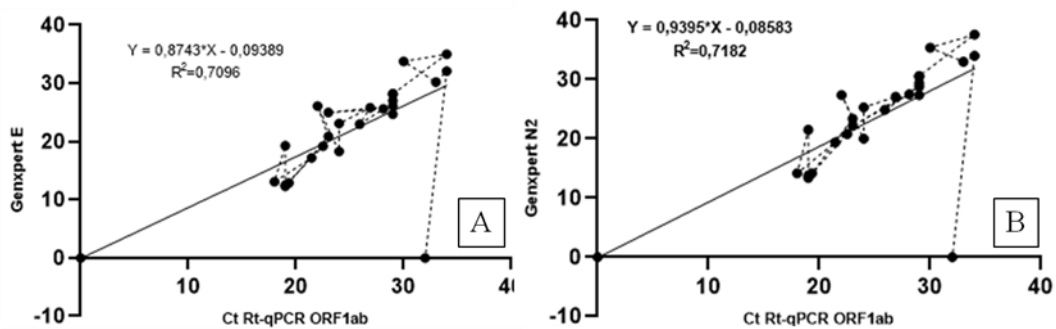 Y = 0,8743*X - 0,09389
R2=0,7096
Genxpert E
40
30
20
10
0
-10
10
20
30
40
Ct Rt-qPCR ORF1ab
A
Y = 0,9395*X - 0,08583
R2=0,7182
Genxpert N2
40
30
20
10
0
-10
10
20
30
40
Ct Rt-qPCR ORF1ab
B